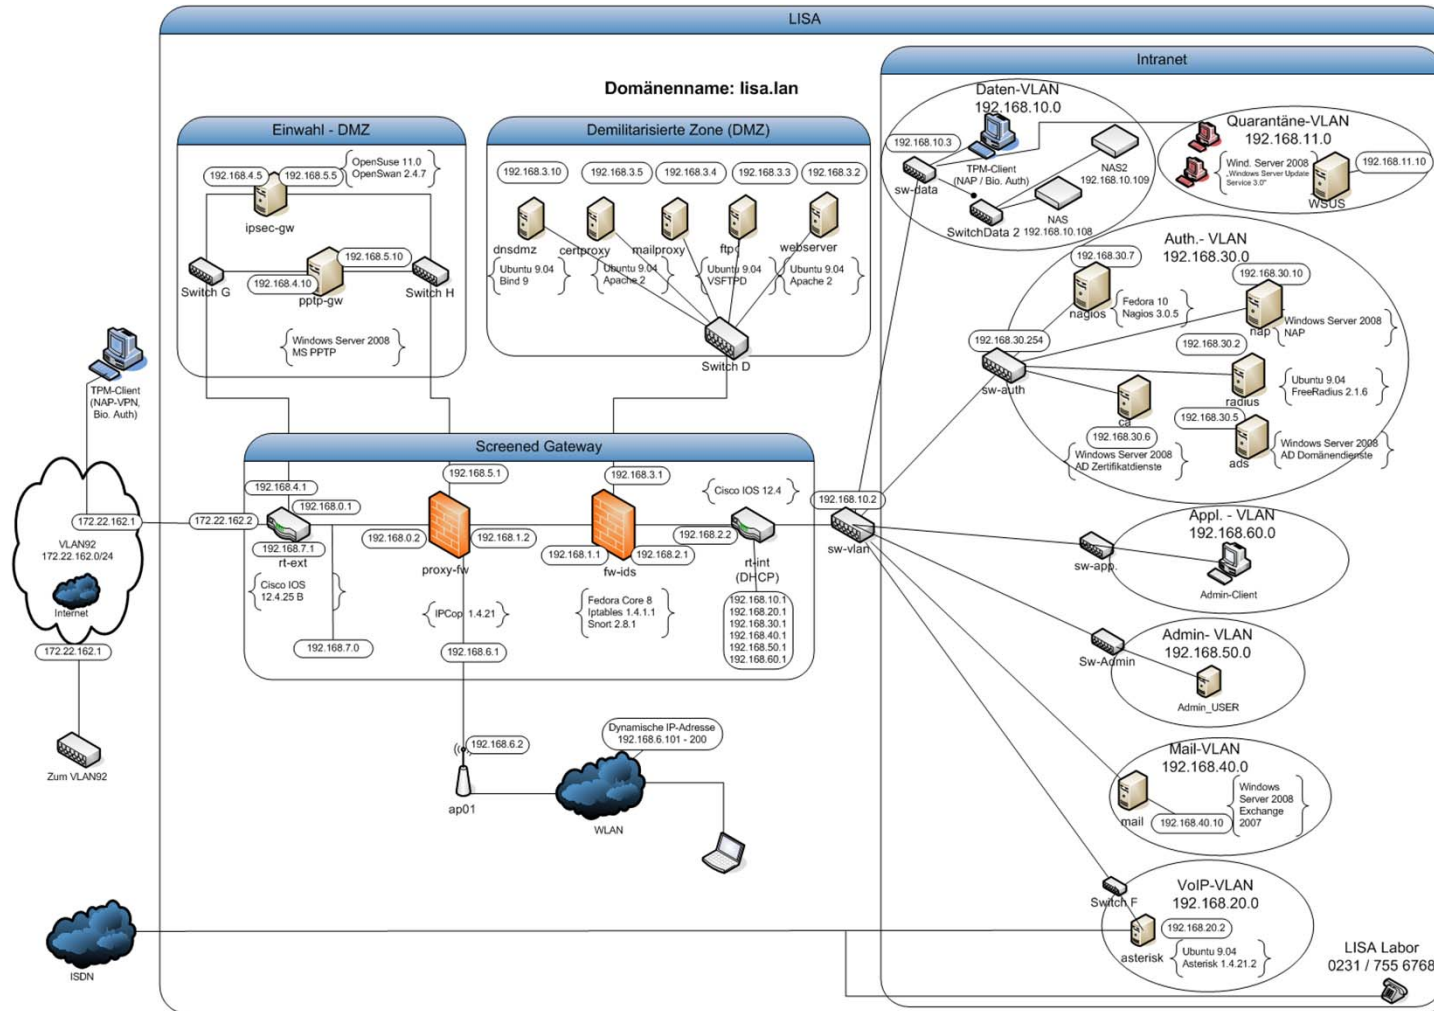 LISA
Intranet
Domänenname: lisa.lan
Einwahl - DMZ
192.168.4.5
192.168.5.5
OpenSuse 11.0
OpenSwan 2.4.7
ipsec-gw
192.168.5.10
192.168.4.10
Switch G
pptp-gw
Switch H
Windows Server 2008
MS PPTP
Demilitarisierte Zone (DMZ)
192.168.3.10
192.168.3.5
192.168.3.4
192.168.3.3
192.168.3.2
dnsdmz
certproxy
mailproxy
ftp
webserver
Ubuntu 9.04
Bind 9
Ubuntu 9.04
Apache 2
Ubuntu 9.04
VSFTPD
Ubuntu 9.04
Apache 2
Switch D
Daten-VLAN
192.168.10.0
192.168.10.3
sw-data
TPM-Client
(NAP / Bio. Auth)
NAS2
192.168.10.109
NAS
SwitchData 2
192.168.10.108
Quarantäne-VLAN
192.168.11.0
Wind. Server 2008
„Windows Server Update
Service 3.0"
192.168.11.10
WSUS
Auth.- VLAN
192.168.30.0
192.168.30.7
192.168.30.10
nagios
Fedora 10
Nagios 3.0.5
nap
Windows Server 2008
NAP
192.168.30.254
sw-auth
192.168.30.2
radius
Ubuntu 9.04
FreeRadius 2.1.6
ca
192.168.30.6
Windows Server 2008
AD Zertifikatdienste
192.168.30.5
ads
Windows Server 2008
AD Domänendienste
TPM-Client
(NAP-VPN,
Bio. Auth)
172.22.162.1
VLAN92
172.22.162.0/24
Internet
172.22.162.1
Zum VLAN92
Screened Gateway
192.168.4.1
192.168.0.1
172.22.162.2
192.168.7.1
rt-ext
Cisco IOS
12.4.25 B
192.168.7.0
192.168.5.1
192.168.0.2
192.168.1.2
proxy-fw
IPCop 1.4.21
192.168.6.1
192.168.3.1
192.168.1.1
192.168.2.1
fw-ids
Fedora Core 8
Iptables 1.4.1.1
Snort 2.8.1
Cisco IOS 12.4
192.168.2.2
rt-int
(DHCP)
192.168.10.1
192.168.20.1
192.168.30.1
192.168.40.1
192.168.50.1
192.168.60.1
192.168.10.2
sw-vlan
Appl. - VLAN
192.168.60.0
sw-app.
Admin-Client
Admin- VLAN
192.168.50.0
Sw-Admin
Admin_USER
Mail-VLAN
192.168.40.0
mail
192.168.40.10
Windows
Server 2008
Exchange
2007
VoIP-VLAN
192.168.20.0
Switch F
192.168.20.2
asterisk
Ubuntu 9.04
Asterisk 1.4.21.2
192.168.6.2
ap01
Dynamische IP-Adresse
192.168.6.101 - 200
WLAN
ISDN
LISA Labor
0231 / 755 6768